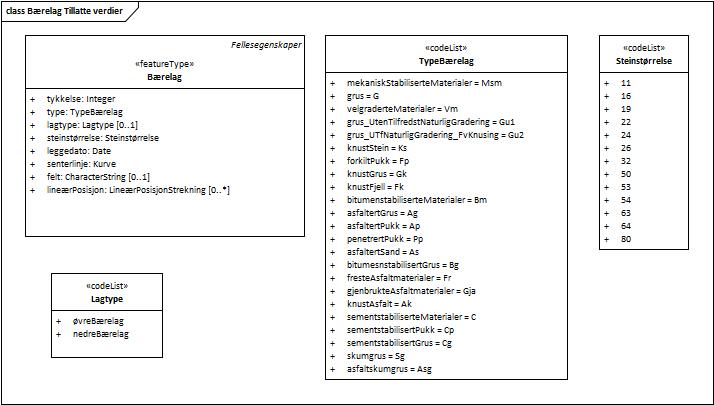 class Bærelag Tillatte verdier
Fellesegenskaper
«featureType»
Bærelag
+ tykkelse: Integer
+ type: TypeBærelag
+ lagtype: Lagtype [0..1]
+ steinstørrelse: Steinstørrelse
+ leggedato: Date
+ senterlinje: Kurve
+ felt: CharacterString [0..1]
+ lineærPosisjon: LineærPosisjonStrekning [0..*]
«codeList»
Lagtype
+ øvreBærelag
+ nedreBærelag
«codeList»
TypeBærelag
+ mekaniskStabiliserteMaterialer = Msm
+ grus = G
+ velgraderteMaterialer = Vm
+ grus_UtenTilfredstNaturligGradering = Gu1
+ grus_UTfNaturligGradering_FvKnusing = Gu2
+ knustStein = Ks
+ forkiltPukk = Fp
+ knustGrus = Gk
+ knustFjell = Fk
+ bitumenstabiliserteMaterialer = Bm
+ asfaltertGrus = Ag
+ asfaltertPukk = Ap
+ penetrertPukk = Pp
+ asfaltertSand = As
+ bitumesnstabilisertGrus = Bg
+ fresteAsfaltmaterialer = Fr
+ gjenbrukteAsfaltmaterialer = Gja
+ knustAsfalt = Ak
+ sementstabiliserteMaterialer = C
+ sementstabilisertPukk = Cp
+ sementstabilisertGrus = Cg
+ skumgrus = Sg
+ asfaltskumgrus = Asg
«codeList»
Steinstørrelse
+ 11
+ 16
+ 19
+ 22
+ 24
+ 26
+ 32
+ 50
+ 53
+ 54
+ 63
+ 64
+ 80